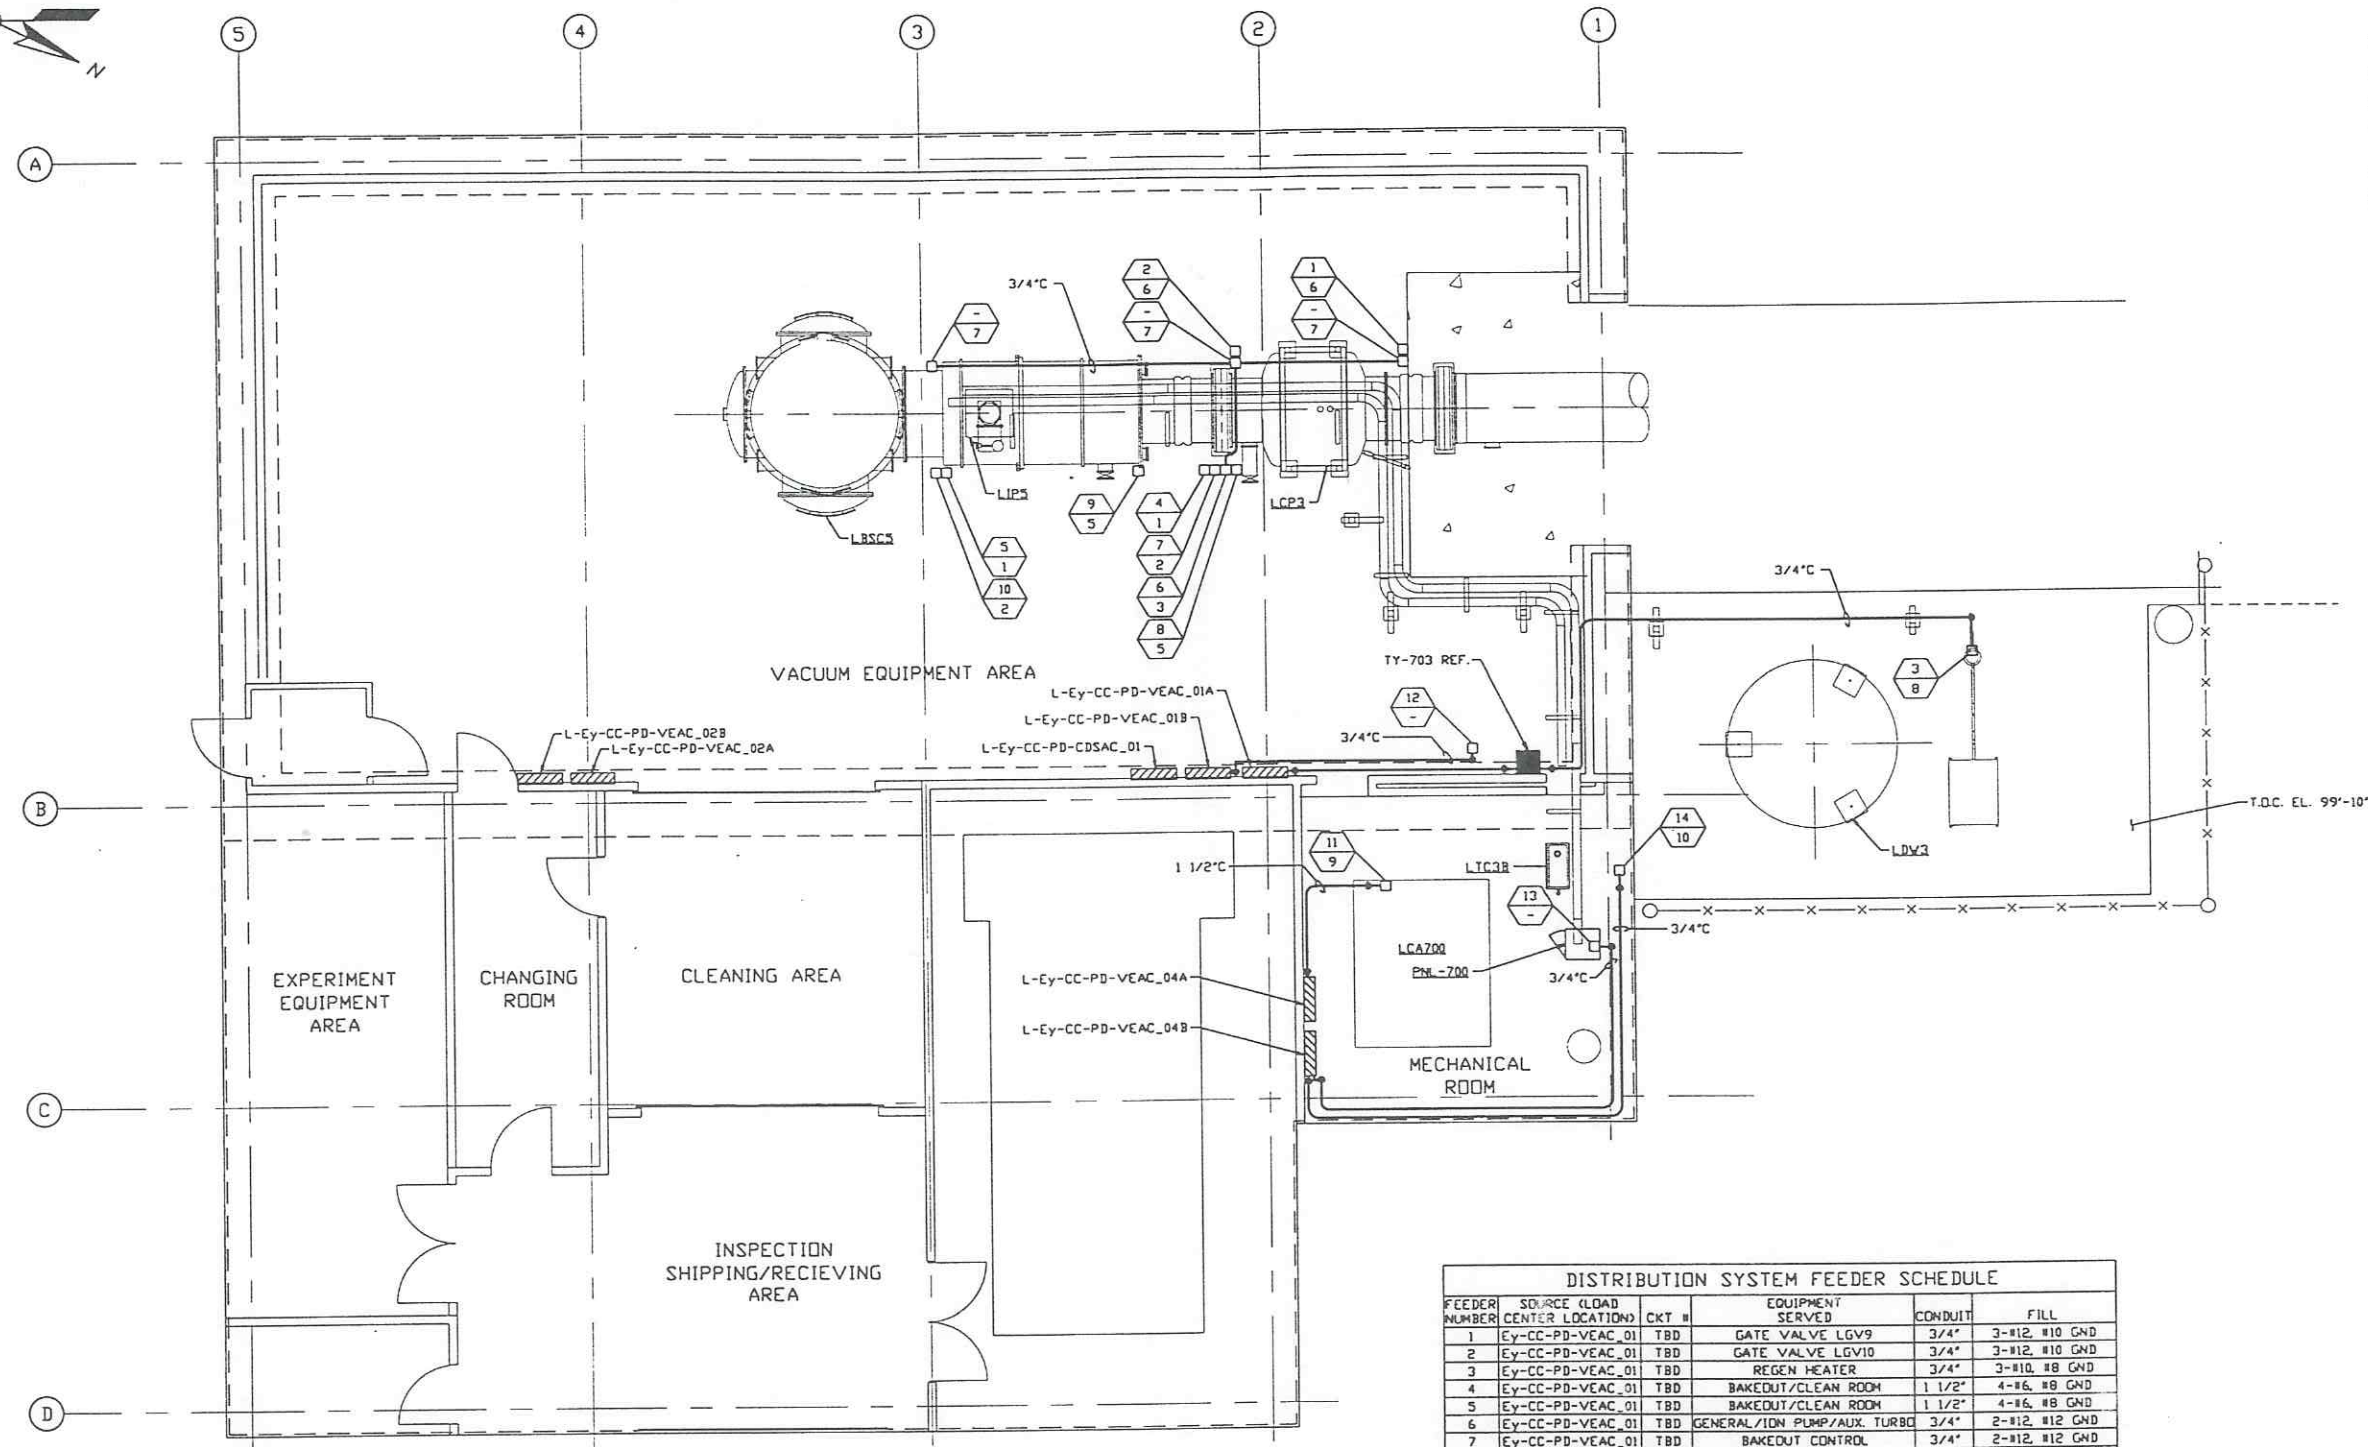 N
5
4
3
2
1
A
2
6
1
6
3/4"C
-
7
-
7
-
7
LIP5
LCP3
9
5
4
1
LBSC5
5
1
7
2
10
2
6
3
8
5
3/4"C
VACUUM EQUIPMENT AREA
TY-703 REF.
3
8
L-Ey-CC-PD-VEAC_01A
12
-
L-Ey-CC-PD-VEAC_01B
L-Ey-CC-PD-VEAC_02B
L-Ey-CC-PD-VEAC_02A
L-Ey-CC-PD-CDSAC_01
3/4"C
B
T.O.C. EL. 99'-10"
14
10
11
9
LDW3
1 1/2"C
LTC3B
13
-
3/4"C
LCA700
PNL-700
3/4"C
EXPERIMENT
EQUIPMENT
AREA
CHANGING
ROOM
CLEANING AREA
L-Ey-CC-PD-VEAC_04A
L-Ey-CC-PD-VEAC_04B
MECHANICAL
ROOM
C
INSPECTION
SHIPPING/RECIEVING
AREA
D
DISTRIBUTION SYSTEM FEEDER SCHEDULE
FEEDER NUMBER SOURCE (LOAD CENTER LOCATION) CKT # EQUIPMENT SERVED CONDUIT FILL
1 Ey-CC-PD-VEAC_01 TBD GATE VALVE LGV9 3/4" 3-#12, #10 GND
2 Ey-CC-PD-VEAC_01 TBD GATE VALVE LGV10 3/4" 3-#12, #10 GND
3 Ey-CC-PD-VEAC_01 TBD REGEN HEATER 3/4" 3-#10, #8 GND
4 Ey-CC-PD-VEAC_01 TBD BAKEOUT/CLEAN ROOM 1 1/2" 4-#6, #8 GND
5 Ey-CC-PD-VEAC_01 TBD BAKEOUT/CLEAN ROOM 1 1/2" 4-#6, #8 GND
6 Ey-CC-PD-VEAC_01 TBD GENERAL/ION PUMP/AUX. TURBO 3/4" 2-#12, #12 GND
7 Ey-CC-PD-VEAC_01 TBD BAKEOUT CONTROL 3/4" 2-#12, #12 GND